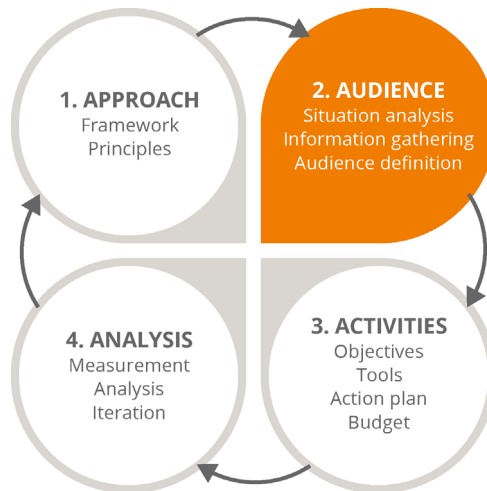 1. APPROACH
Framework
Principles
2. AUDIENCE
Situation analysis
Information gathering
Audience definition
3. ACTIVITIES
Objectives
Tools
Action plan
Budget
4. ANALYSIS
Measurement
Analysis
Iteration